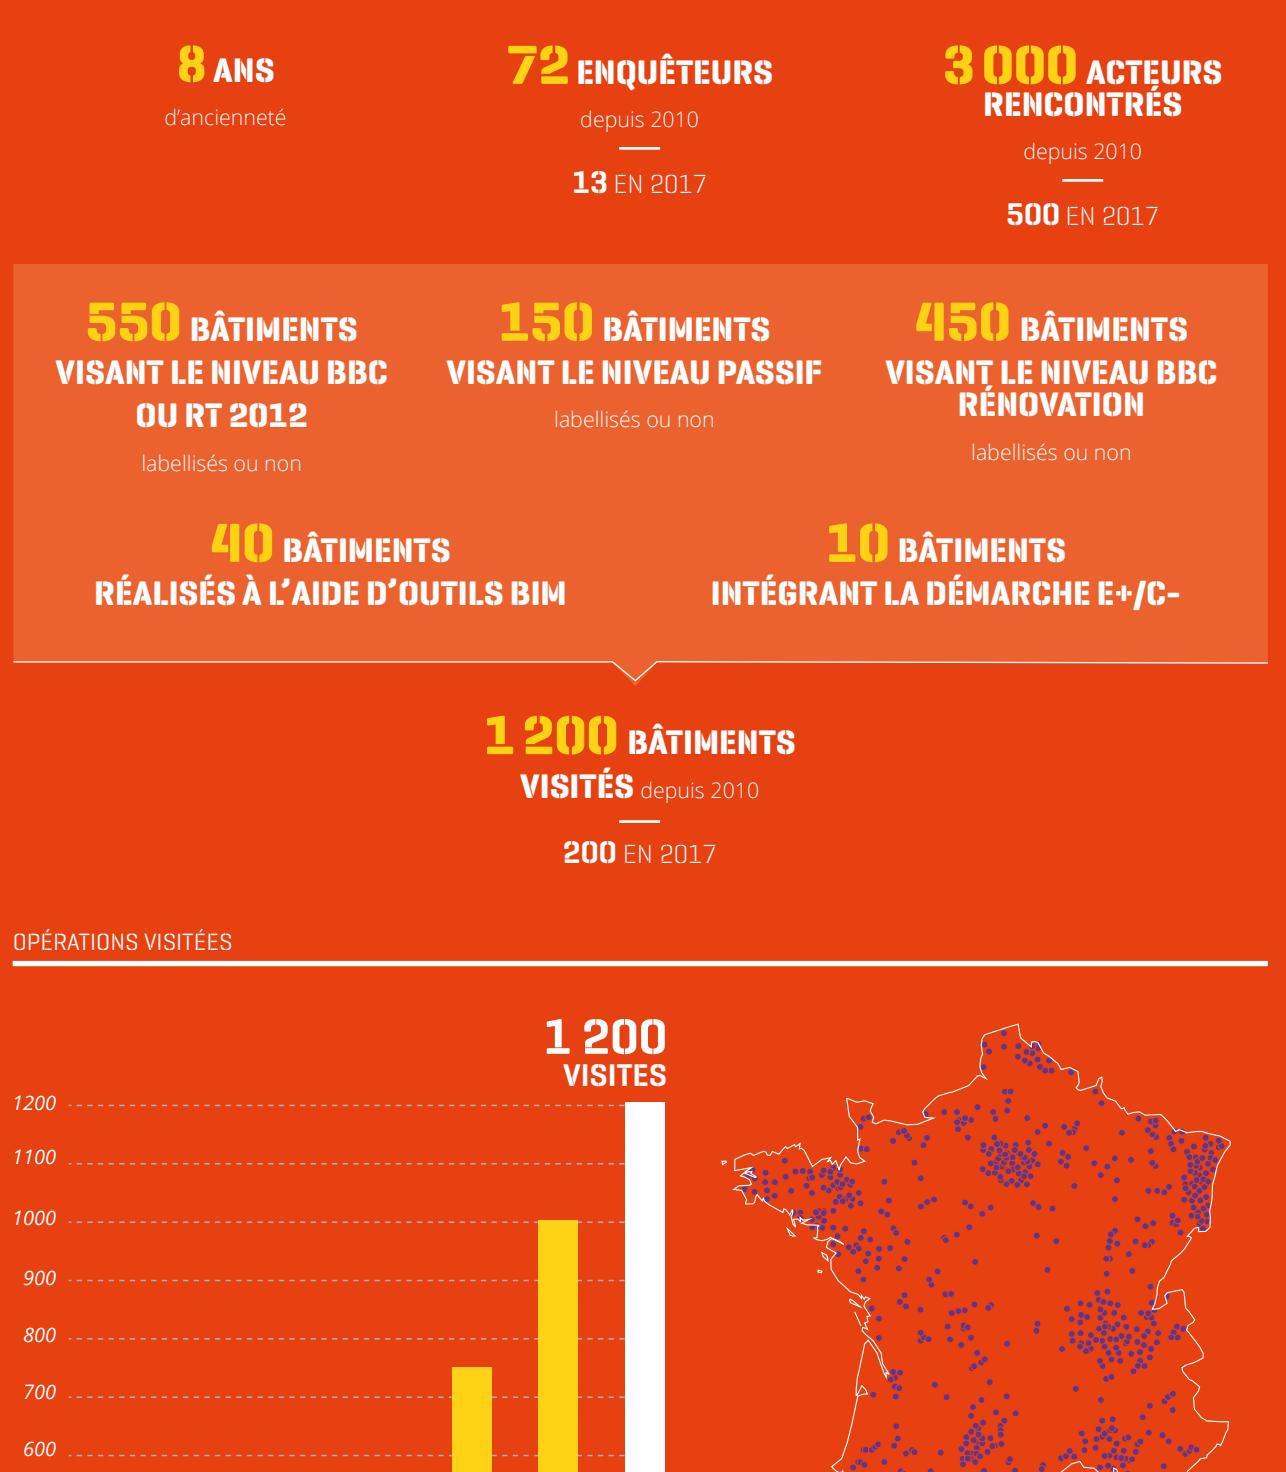 8 ANS
d'ancienneté
72 ENQUÊTEURS
depuis 2010
13 EN 2017
3 000 ACTEURS
RENCONTRÉS
depuis 2010
500 EN 2017
550 BÂTIMENTS
VISANT LE NIVEAU BBC
OU RT 2012
labellisés ou non
150 BÂTIMENTS
VISANT LE NIVEAU PASSIF
labellisés ou non
450 BÂTIMENTS
VISANT LE NIVEAU BBC
RÉNOVATION
labellisés ou non
40 BÂTIMENTS
RÉALISÉS À L'AIDE D'OUTILS BIM
10 BÂTIMENTS
INTÉGRANT LA DÉMARCHE E+/C-
1 200 BÂTIMENTS
VISITÉS depuis 2010
200 EN 2017
OPÉRATIONS VISITÉES
1 200
VISITES
1200
1100
1000
900
800
700
600